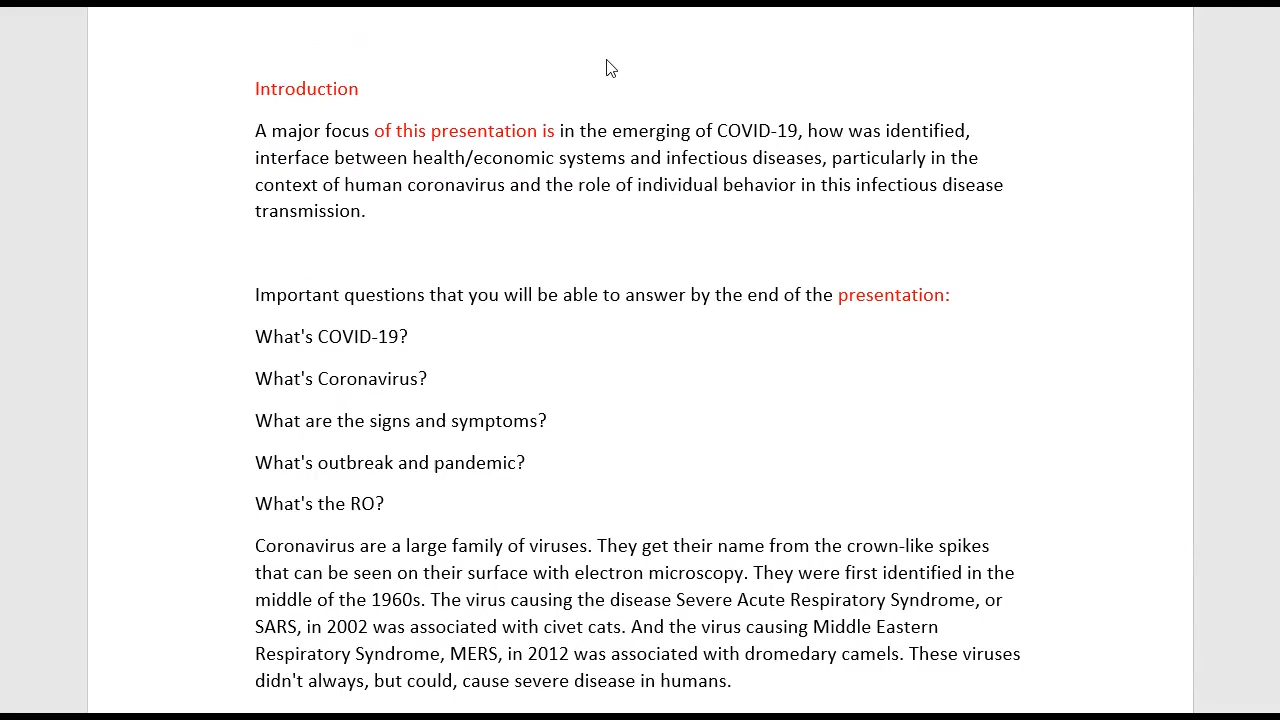 Introduction
A major focus of this presentation is in the emerging of COVID-19, how was identified,
interface between health/economic systems and infectious diseases, particularly in the
context of human coronavirus and the role of individual behavior in this infectious disease
transmission.
Important questions that you will be able to answer by the end of the presentation:
What's COVID-19?
What's Coronavirus?
What are the signs and symptoms?
What's outbreak and pandemic?
What's the RO?
Coronavirus are a large family of viruses. They get their name from the crown-like spikes
that can be seen on their surface with electron microscopy. They were first identified in the
middle of the 1960s. The virus causing the disease Severe Acute Respiratory Syndrome, or
SARS, in 2002 was associated with civet cats. And the virus causing Middle Eastern
Respiratory Syndrome, MERS, in 2012 was associated with dromedary camels. These viruses
didn't always, but could, cause severe disease in humans.